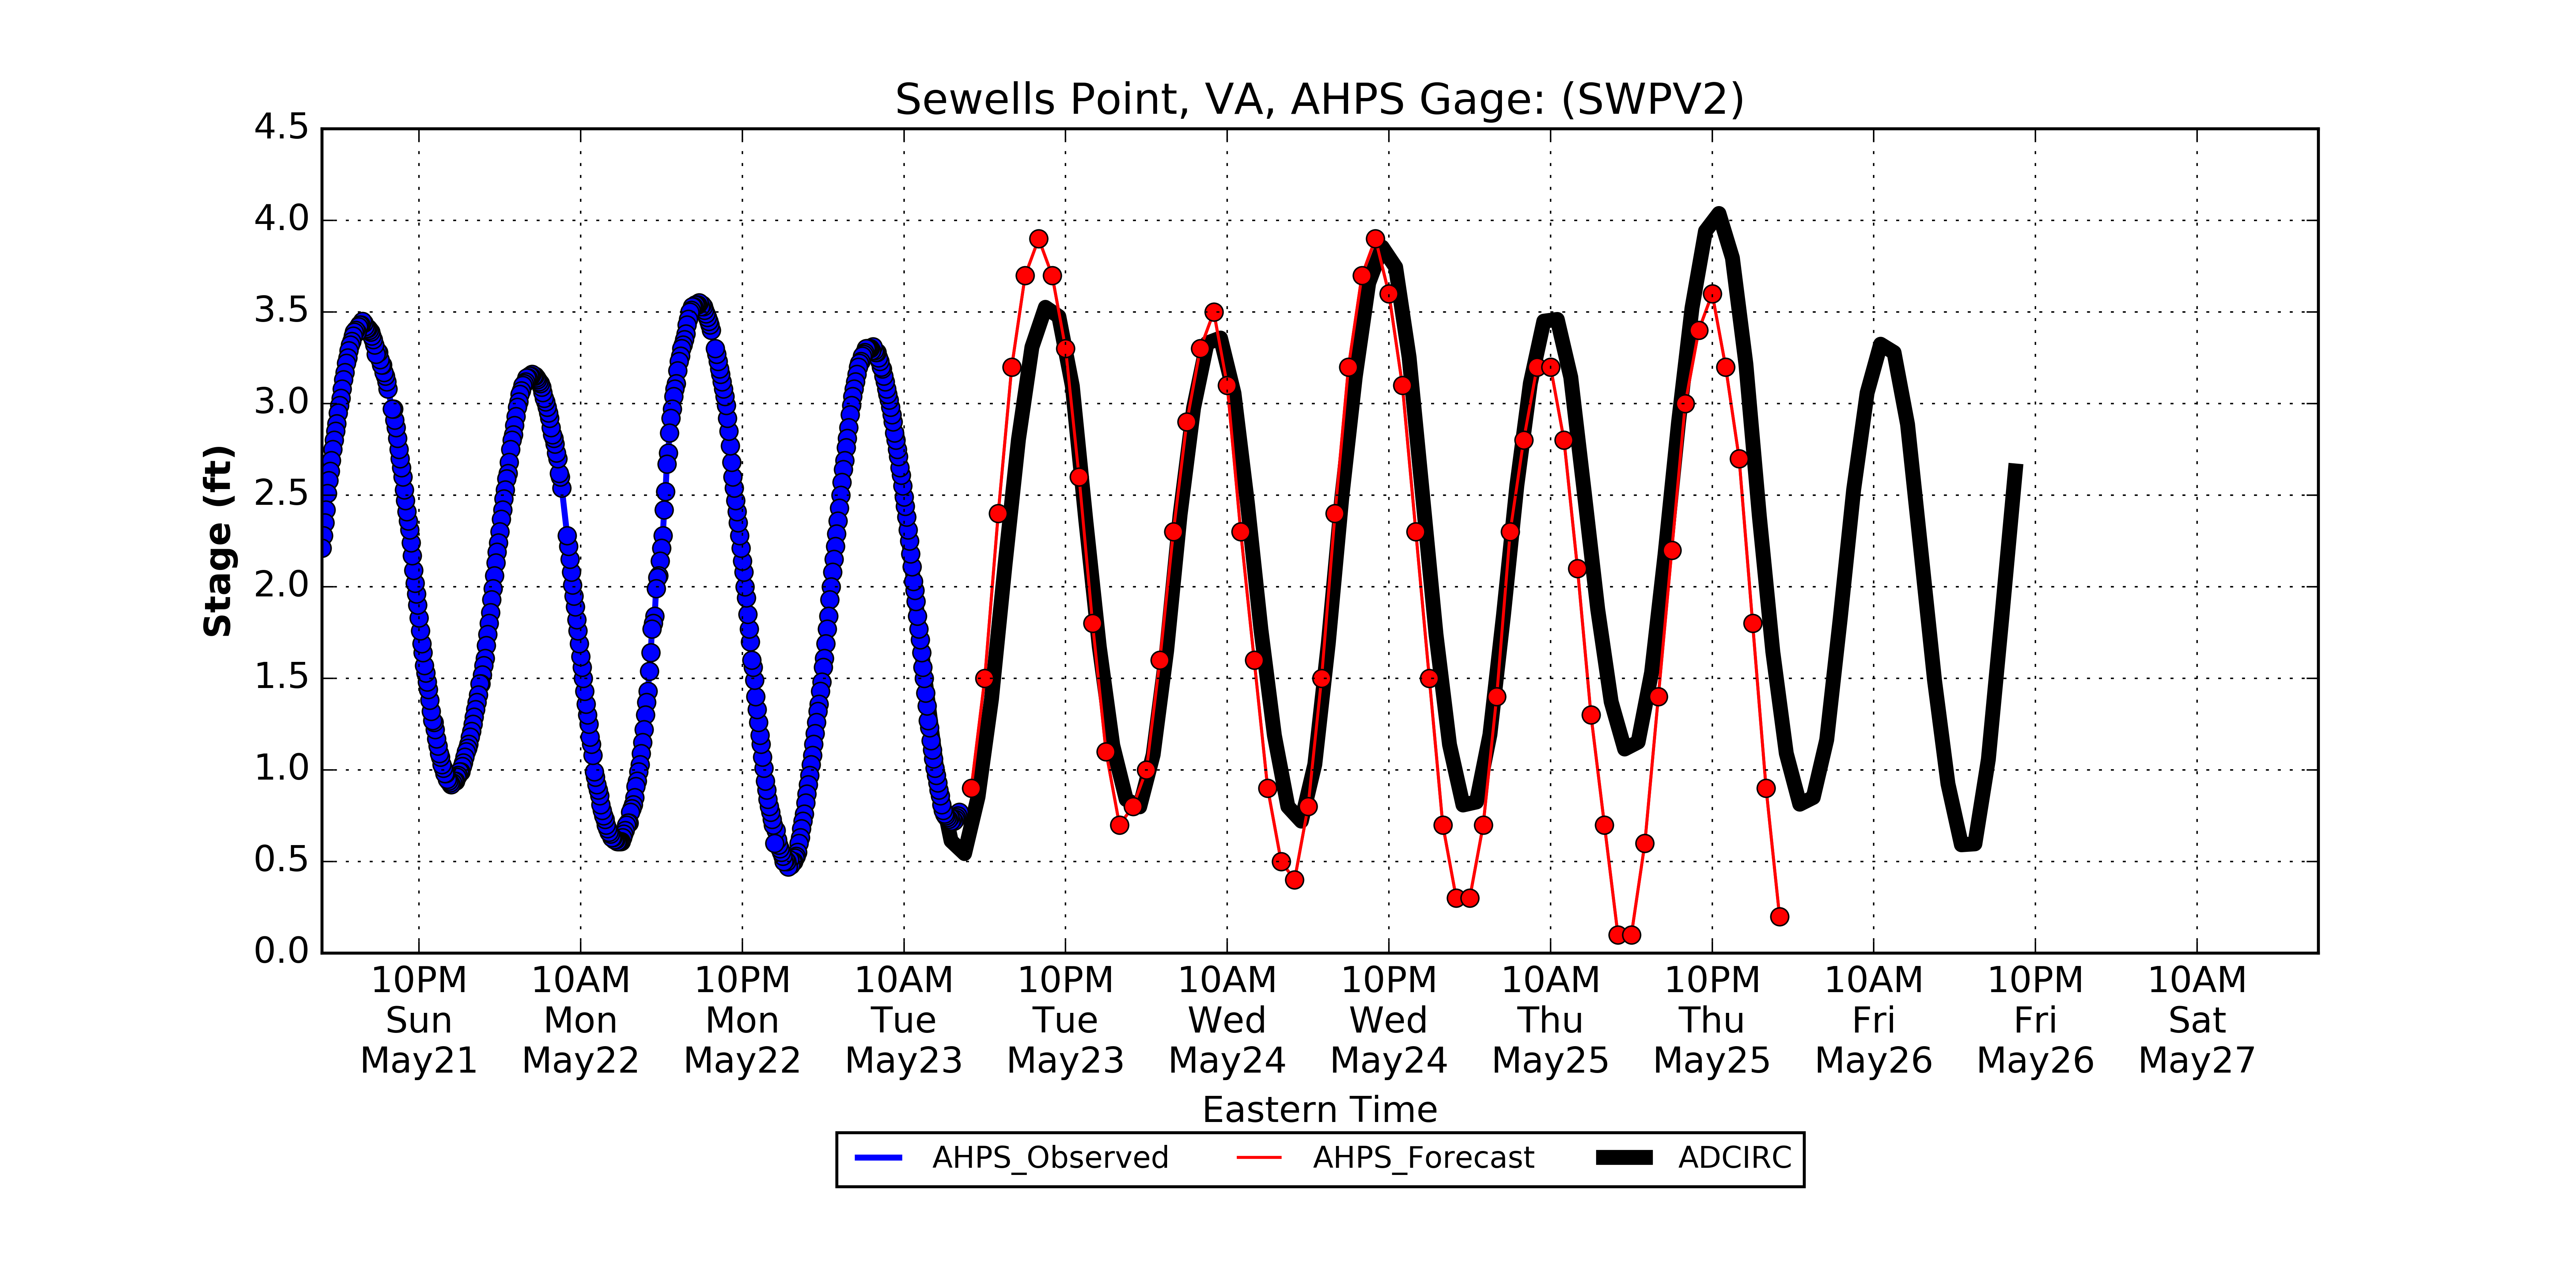 Sewells Point, VA, AHPS Gage: (SWPV2)
4.5
4.0
3.5
3.0
2.5
2.0
1.5
1.0
0.5
0.0
Stage (ft)
10PM 10AM 10PM 10AM 10PM 10AM 10PM 10AM 10PM 10AM 10PM 10AM
Sun Mon Mon Tue Tue Wed Wed Thu Thu Fri Fri Sat
May21 May22 May22 May23 May23 May24 May24 May25 May25 May26 May26 May27
Eastern Time
AHPS_Observed AHPS_Forecast ADCIRC